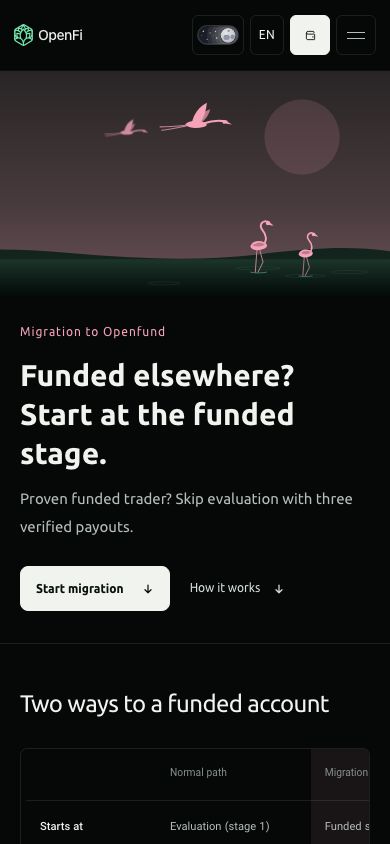 OpenFi
EN
Migration to Openfund
Funded elsewhere?
Start at the funded
stage.
Proven funded trader? Skip evaluation with three
verified payouts.
Start migration ↓
How it works ↓
Two ways to a funded account
Normal path
Migration
Starts at
Evaluation (stage 1)
Funded s